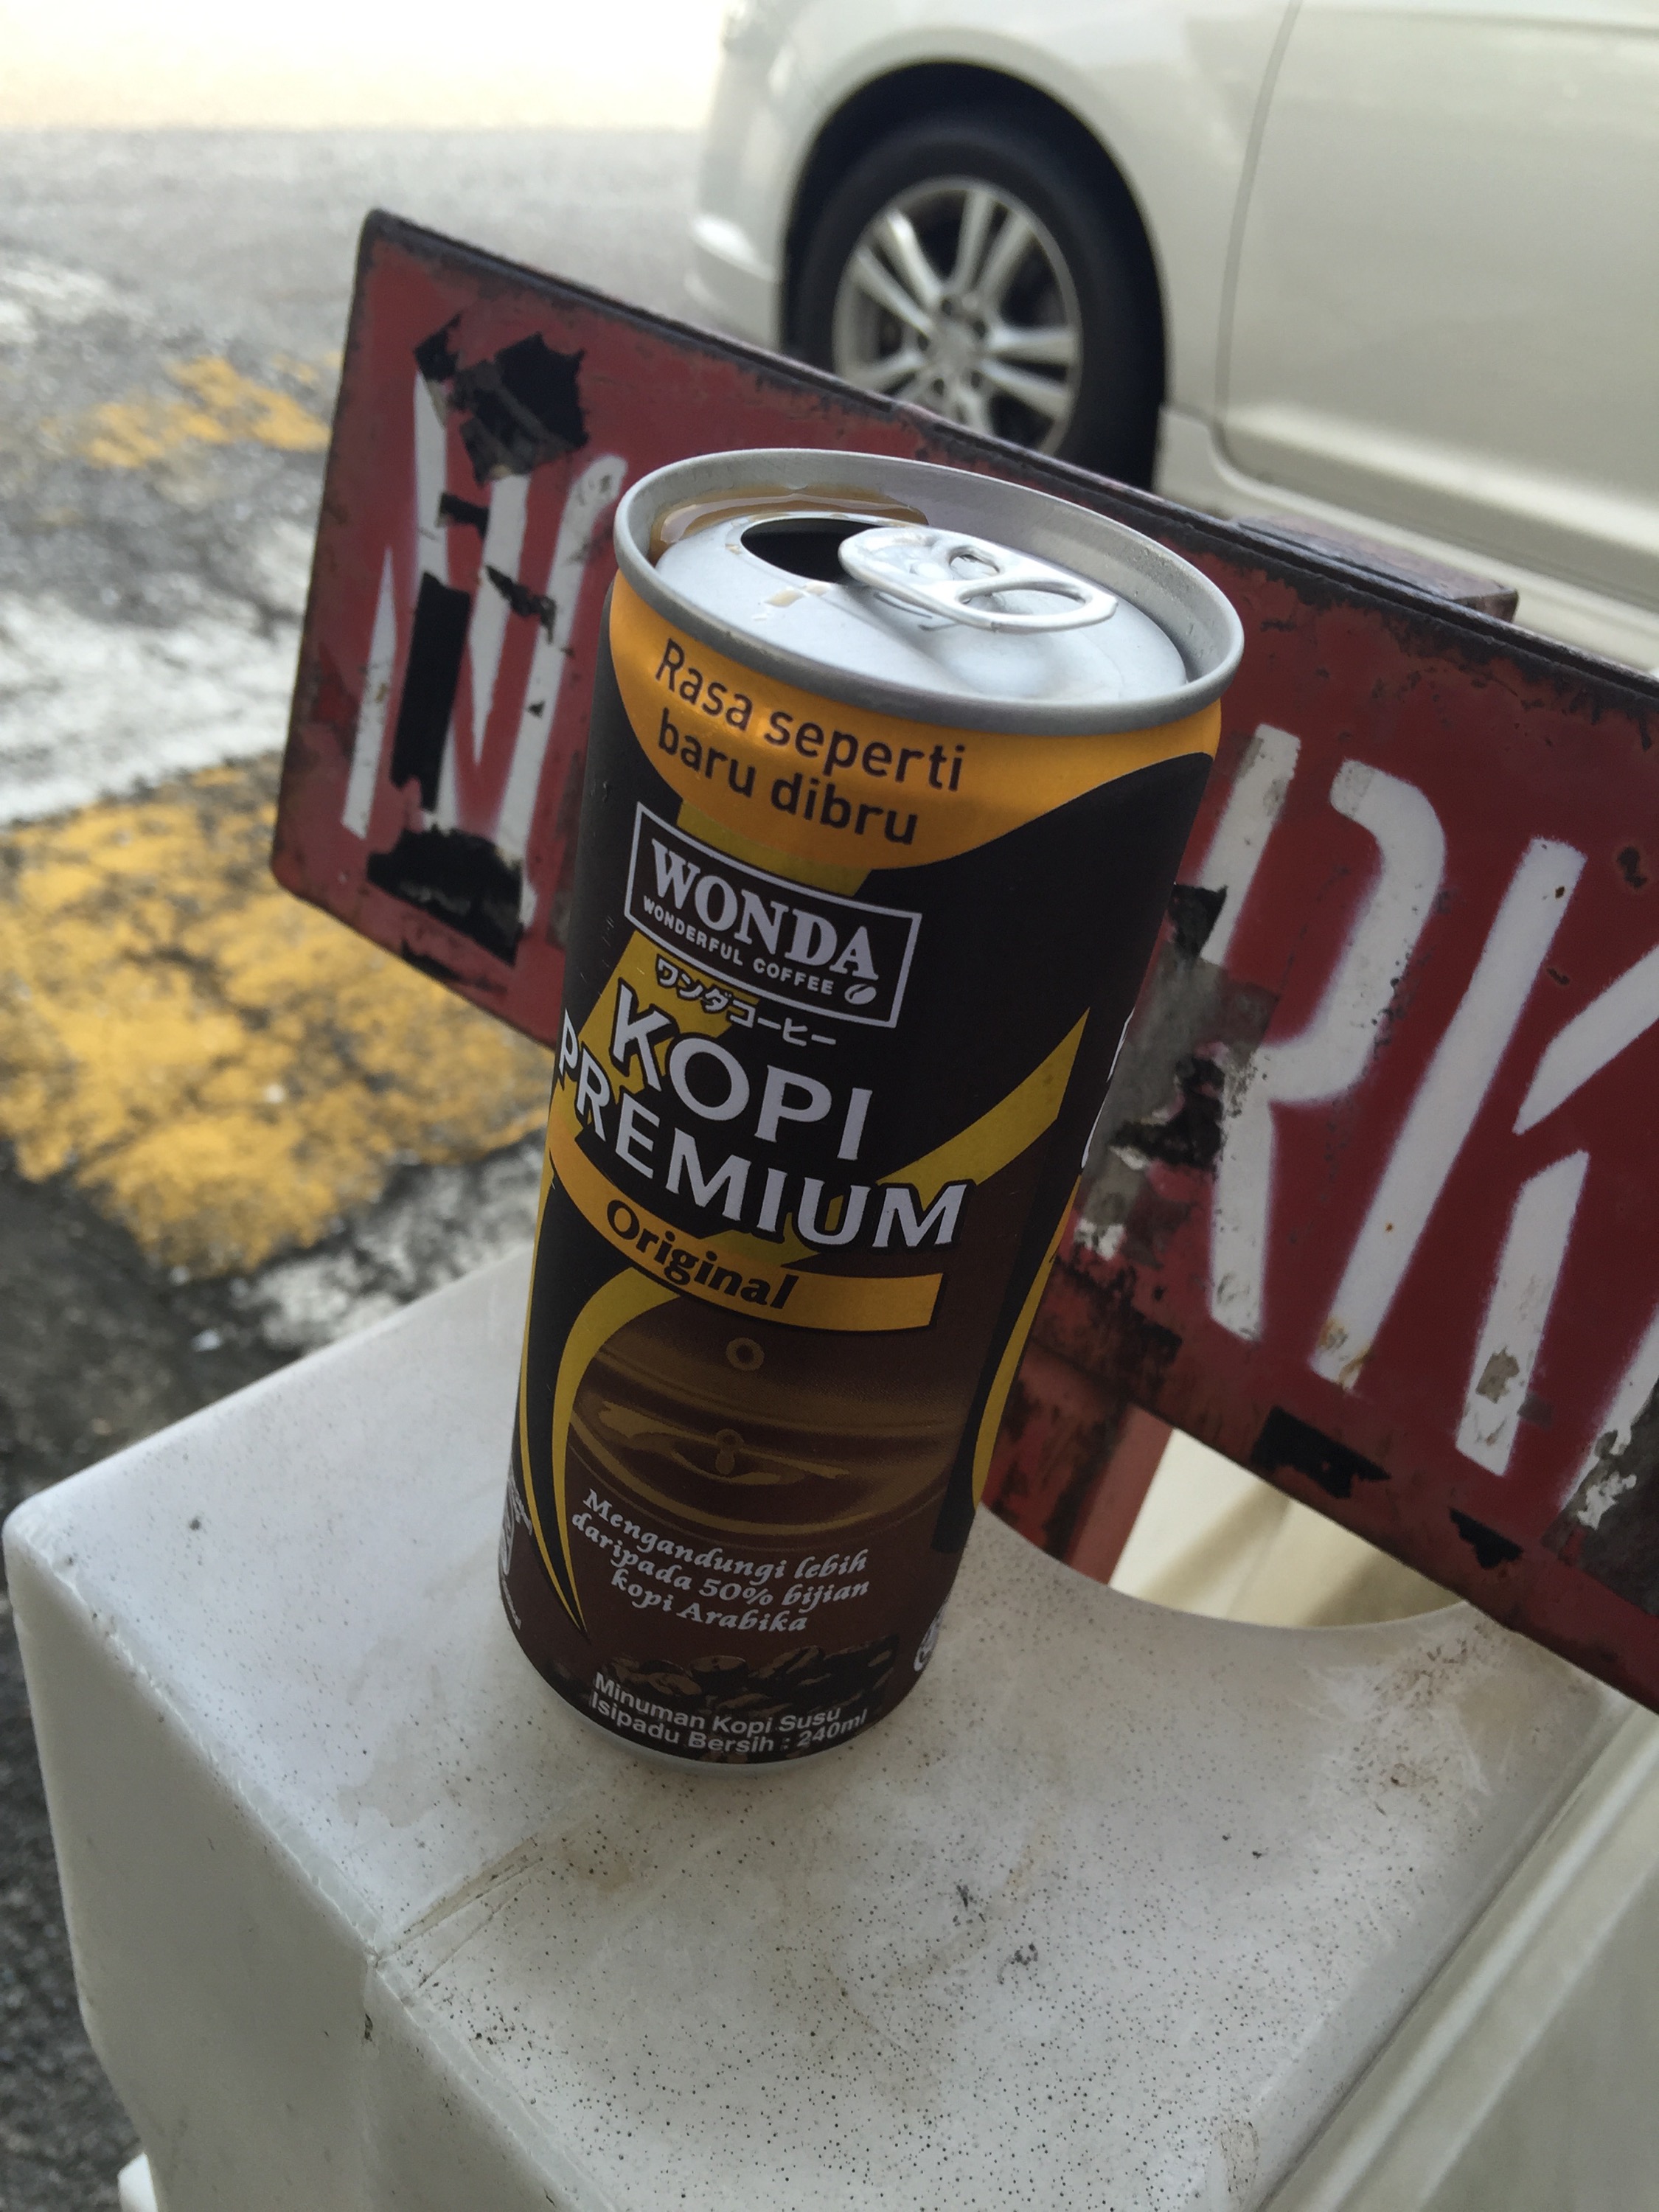 Rasa seperti
baru dibru
WONDA
WONDERFUL COFFEE
ワンダコーヒー
KOPI
PREMIUM
Original
Mengandungi lebih
daripada 50% bijian
kopi Arabika
Minuman Kopi Susu
Isipadu Bersih : 240ml